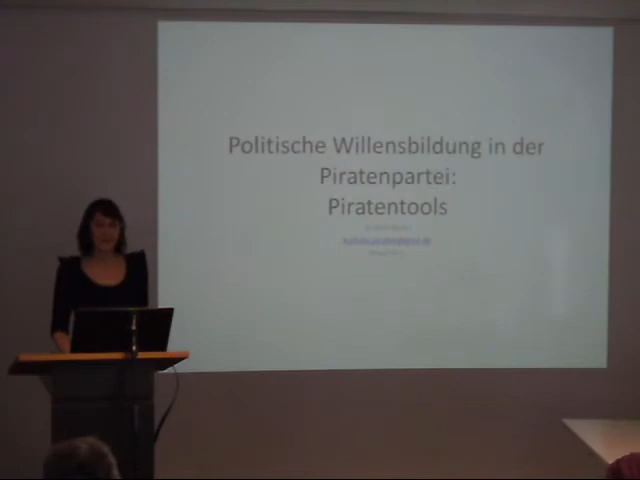 Politische Willensbildung in der
Piratenpartei:
Piratentools